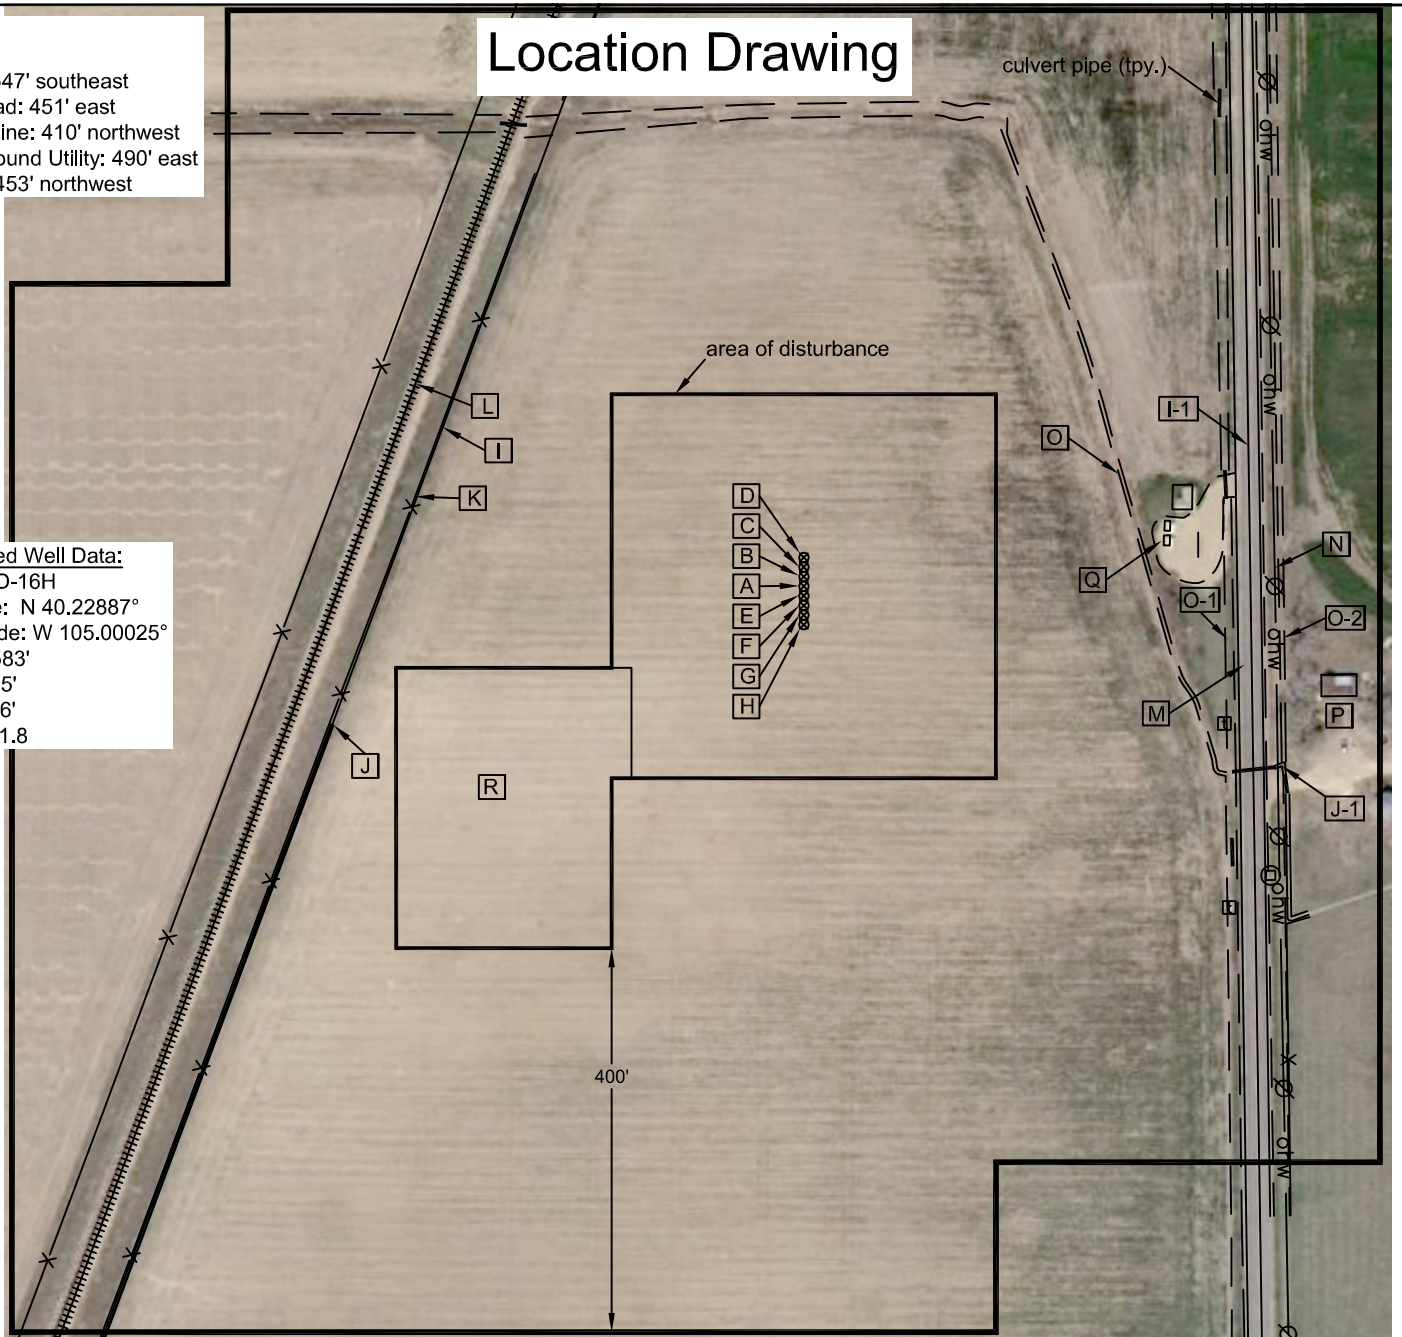 Location Drawing
47' southeast
ad: 451' east
ine: 410' northwest
ound Utility: 490' east
453' northwest
culvert pipe (tpy.)
ohw
area of disturbance
L
I
K
I-1
ohw
O
D
C
B
A
E
F
G
H
Q
N
O-1
O-2
ohw
ed Well Data:
D-16H
e: N 40.22887°
de: W 105.00025°
583'
5'
6'
1.8
M
P
J
R
J-1
ohw
400'
ohw